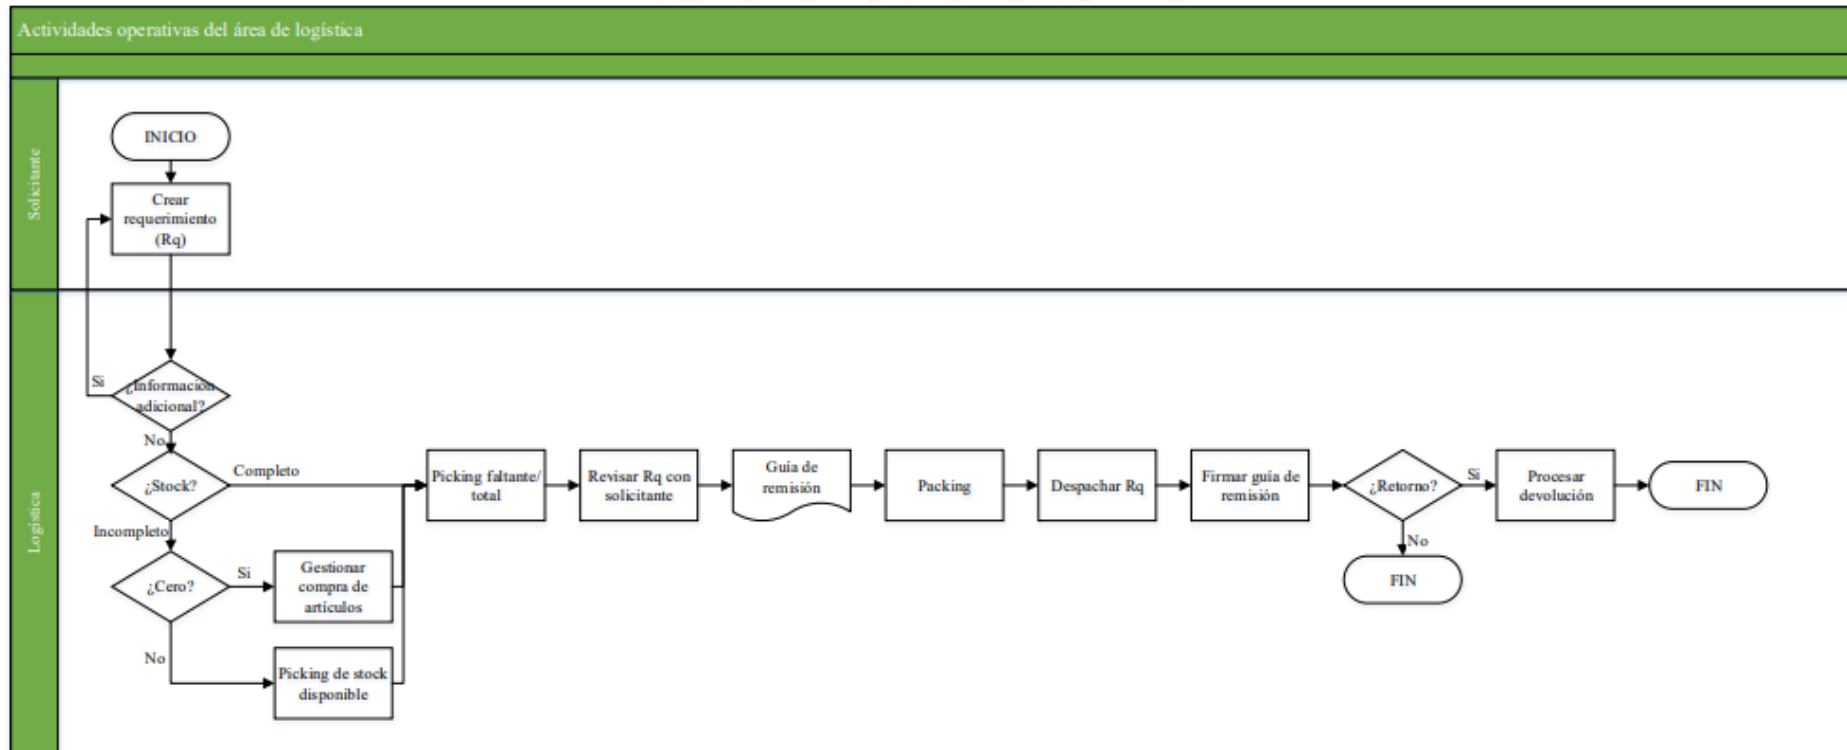 Actividades operativas del área de logística
Solicitante
INICIO
Crear
requerimiento
(Rq)
Logística
¿Información
adicional?
Si
No
¿Stock?
Completo
Incompleto
¿Cero?
Si
Gestionar
compra de
artículos
No
Picking de stock
disponible
Picking faltante/
total
Revisar Rq con
solicitante
Guía de
remisión
Packing
Despachar Rq
Firmar guía de
remisión
¿Retorno?
Si
Procesar
devolución
FIN
No
FIN